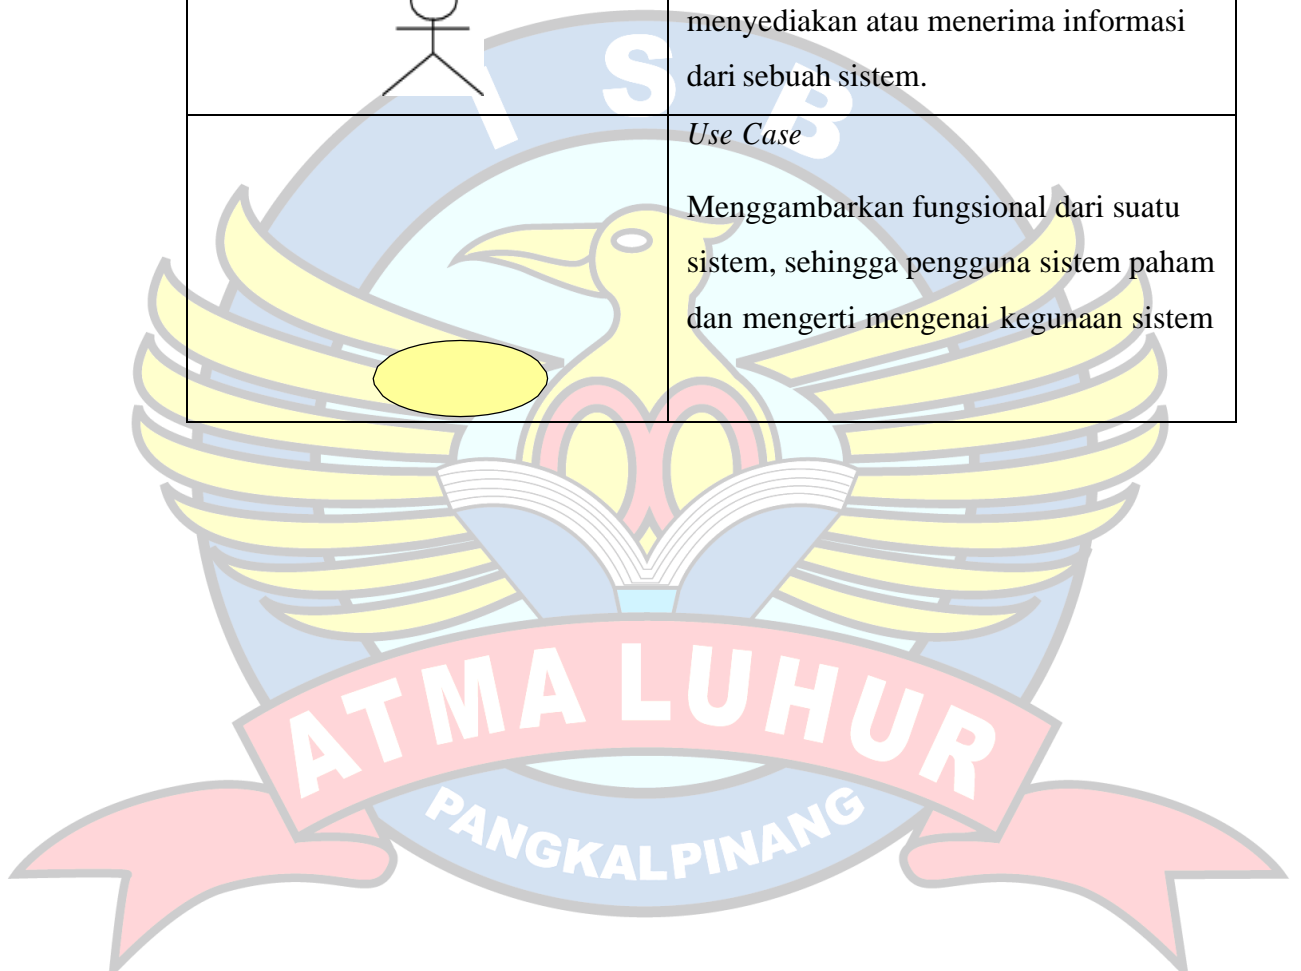 menyediakan atau menerima informasi
dari sebuah sistem.
Use Case
Menggambarkan fungsional dari suatu
sistem, sehingga pengguna sistem paham
dan mengerti mengenai kegunaan sistem
I S B
ATMA LUHUR
PANGKALPINANG